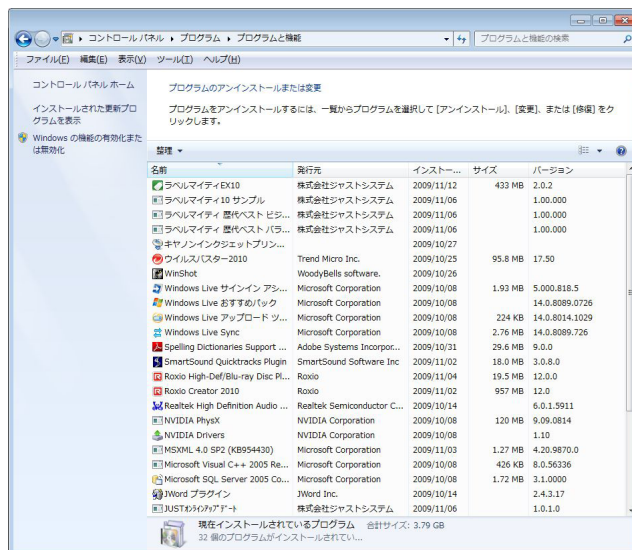 コントロール パネル ▸ プログラム ▸ プログラムと機能
プログラムと機能の検索
ファイル(F) 編集(E) 表示(V) ツール(T) ヘルプ(H)
コントロール パネル ホーム
インストールされた更新プログラムを表示
Windows の機能の有効化または無効化
プログラムのアンインストールまたは変更
プログラムをアンインストールするには、一覧からプログラムを選択して [アンインストール]、[変更]、または [修復] をク
リックします。
整理
名前 発行元 インストー... サイズ バージョン
ラベルマイティEX10 株式会社ジャストシステム 2009/11/12 433 MB 2.0.2
ラベルマイティ10 サンプル 株式会社ジャストシステム 2009/11/06 1.00.000
ラベルマイティ 歴代ベスト ビジ... 株式会社ジャストシステム 2009/11/06 1.00.000
ラベルマイティ 歴代ベスト バラ... 株式会社ジャストシステム 2009/11/06 1.00.000
キヤノンインクジェットプリン... 2009/10/27
ウイルスバスター2010 Trend Micro Inc. 2009/10/25 95.8 MB 17.50
WinShot WoodyBells software. 2009/10/26
Windows Live サインイン アシ... Microsoft Corporation 2009/10/08 1.93 MB 5.000.818.5
Windows Live おすすめパック Microsoft Corporation 2009/10/08 14.0.8089.0726
Windows Live アップロード ツ... Microsoft Corporation 2009/10/08 224 KB 14.0.8014.1029
Windows Live Sync Microsoft Corporation 2009/10/08 2.76 MB 14.0.8089.726
Spelling Dictionaries Support ... Adobe Systems Incorpor... 2009/10/31 29.6 MB 9.0.0
SmartSound Quicktracks Plugin SmartSound Software Inc 2009/11/02 18.0 MB 3.0.8.0
Roxio High-Def/Blu-ray Disc Pl... Roxio 2009/11/04 19.5 MB 12.0.0
Roxio Creator 2010 Roxio 2009/11/02 957 MB 12.0
Realtek High Definition Audio ... Realtek Semiconductor C... 2009/10/14 6.0.1.5911
NVIDIA PhysX NVIDIA Corporation 2009/10/08 120 MB 9.09.0814
NVIDIA Drivers NVIDIA Corporation 2009/10/08 1.10
MSXML 4.0 SP2 (KB954430) Microsoft Corporation 2009/11/03 1.27 MB 4.20.9870.0
Microsoft Visual C++ 2005 Re... Microsoft Corporation 2009/10/08 426 KB 8.0.56336
Microsoft SQL Server 2005 Co... Microsoft Corporation 2009/10/08 1.72 MB 3.1.0000
JWord プラグイン JWord Inc. 2009/10/14 2.4.3.17
JUSTオンラインアップデート 株式会社ジャストシステム 2009/11/06 1.0.1.0
現在インストールされているプログラム 合計サイズ: 3.79 GB
32 個のプログラムがインストールされてい...